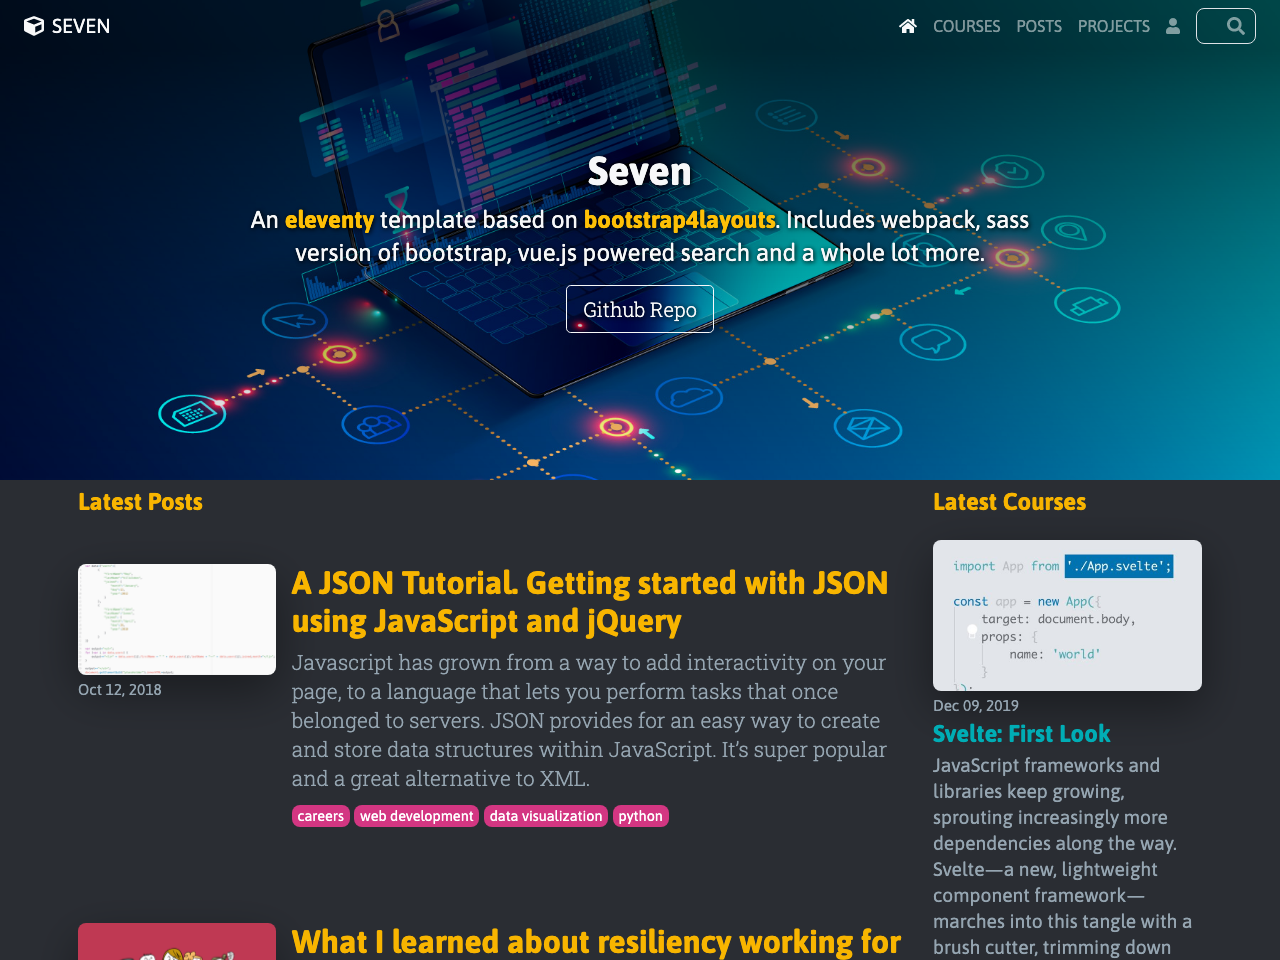 SEVEN
COURSES
POSTS
PROJECTS
Seven
An eleventy template based on bootstrap4layouts. Includes webpack, sass
version of bootstrap, vue.js powered search and a whole lot more.
Github Repo
Latest Posts
Oct 12, 2018
A JSON Tutorial. Getting started with JSON
using JavaScript and jQuery
Javascript has grown from a way to add interactivity on your
page, to a language that lets you perform tasks that once
belonged to servers. JSON provides for an easy way to create
and store data structures within JavaScript. It’s super popular
and a great alternative to XML.
careers
web development
data visualization
python
What I learned about resiliency working for
Latest Courses
import App from './App.svelte';
const app = new App({
target: document.body,
props: {
name: 'world'
}
});
Dec 09, 2019
Svelte: First Look
JavaScript frameworks and
libraries keep growing,
sprouting increasingly more
dependencies along the way.
Svelte—a new, lightweight
component framework—
marches into this tangle with a
brush cutter, trimming down